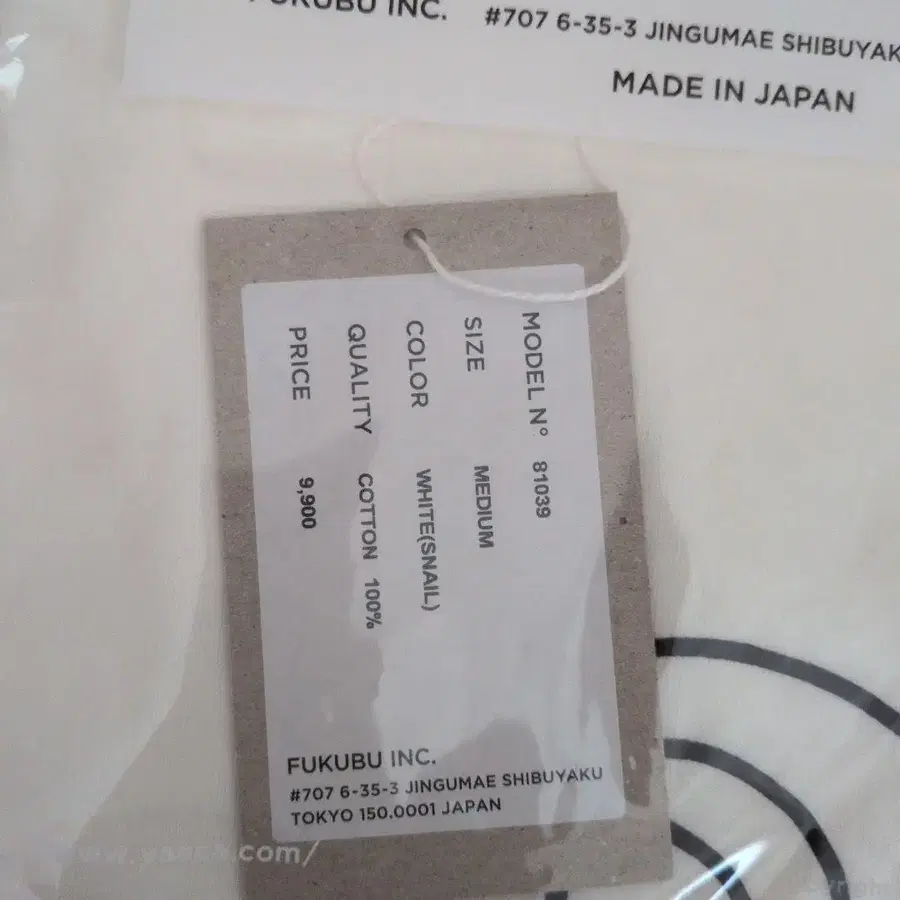 FUKUBU INC. #707 6-35-3 JINGUMAE SHIBUYAK
MADE IN JAPAN
MODEL N° 81039
SIZE MEDIUM
COLOR WHITE(SNAIL)
QUALITY COTTON 100%
PRICE 9,900
FUKUBU INC.
#707 6-35-3 JINGUMAE SHIBUYAKU
TOKYO 150.0001 JAPAN